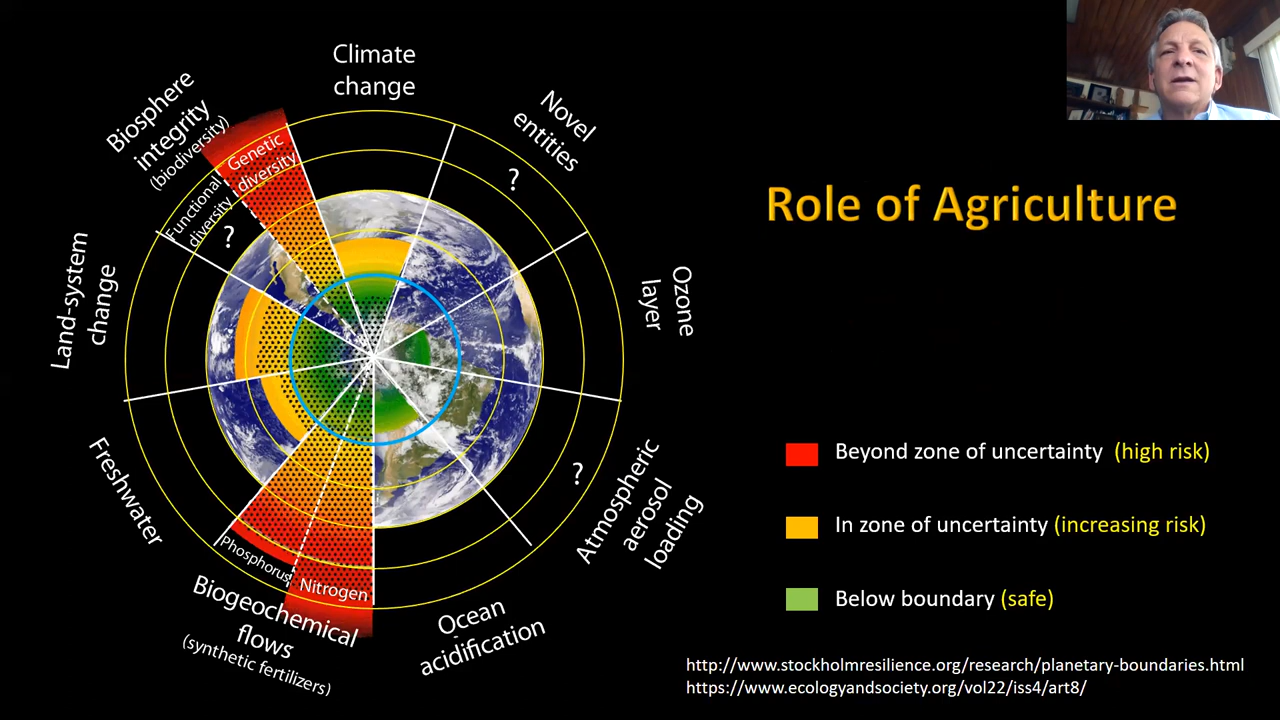 Climate
change
Novel
entities
?
Ozone
layer
?
Atmospheric
aerosol
loading
Ocean
acidification
Biogeochemical
flows
(synthetic fertilizers)
Phosphorus
Nitrogen
Freshwater
Land-system
change
Biosphere
integrity
(biodiversity)
Functional
diversity
?
Genetic
diversity
Role of Agriculture
Beyond zone of uncertainty (high risk)
In zone of uncertainty (increasing risk)
Below boundary (safe)
http://www.stockholmresilience.org/research/planetary-boundaries.html
https://www.ecologyandsociety.org/vol22/iss4/art8/